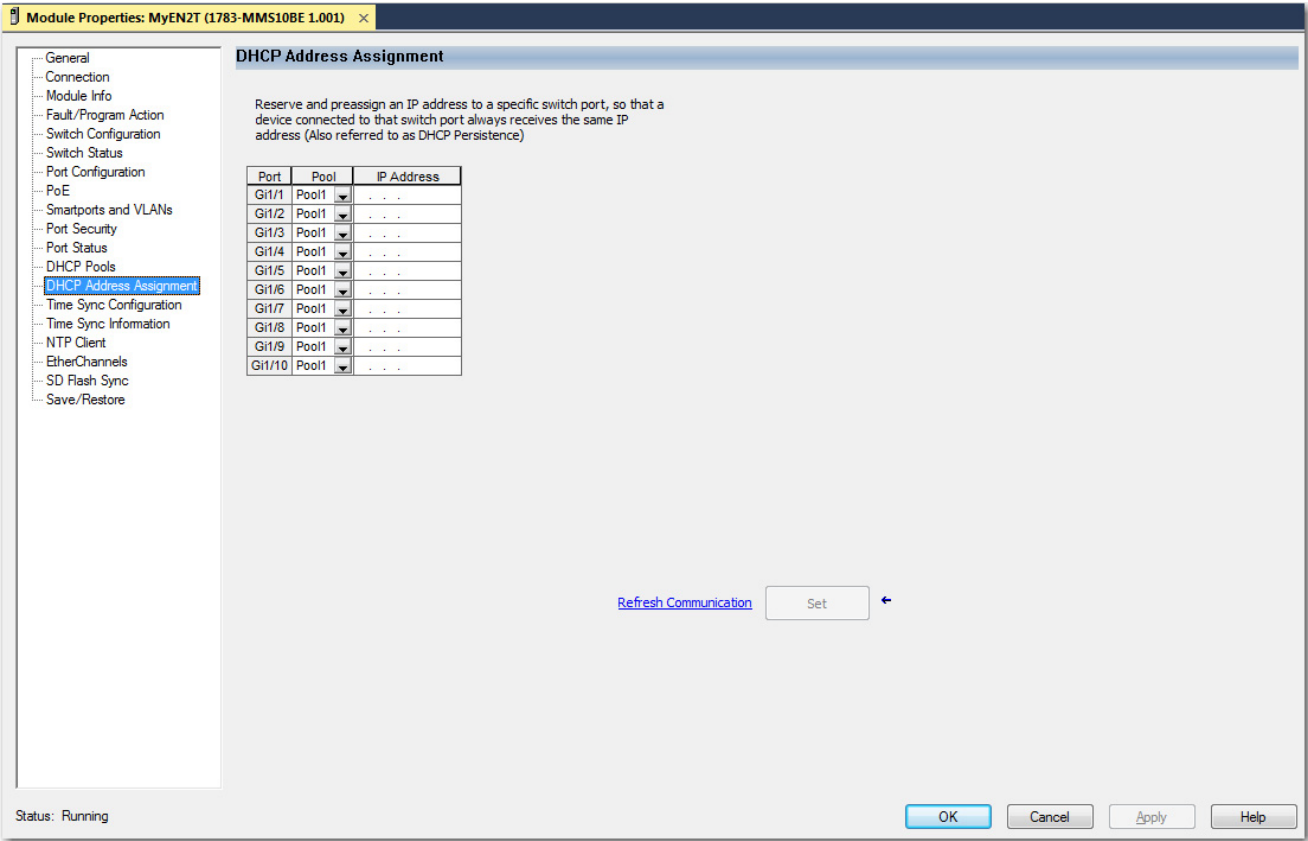 Module Properties: MyEN2T (1783-MMS10BE 1.001) ×
General
Connection
Module Info
Fault/Program Action
Switch Configuration
Switch Status
Port Configuration
PoE
Smartports and VLANs
Port Security
Port Status
DHCP Pools
DHCP Address Assignment
Time Sync Configuration
Time Sync Information
NTP Client
EtherChannels
SD Flash Sync
Save/Restore
DHCP Address Assignment
Reserve and preassign an IP address to a specific switch port, so that a
device connected to that switch port always receives the same IP
address (Also referred to as DHCP Persistence)
Port Pool IP Address
Gi1/1 Pool1 . . .
Gi1/2 Pool1 . . .
Gi1/3 Pool1 . . .
Gi1/4 Pool1 . . .
Gi1/5 Pool1 . . .
Gi1/6 Pool1 . . .
Gi1/7 Pool1 . . .
Gi1/8 Pool1 . . .
Gi1/9 Pool1 . . .
Gi1/10 Pool1 . . .
Refresh Communication Set
Status: Running
OK Cancel Apply Help